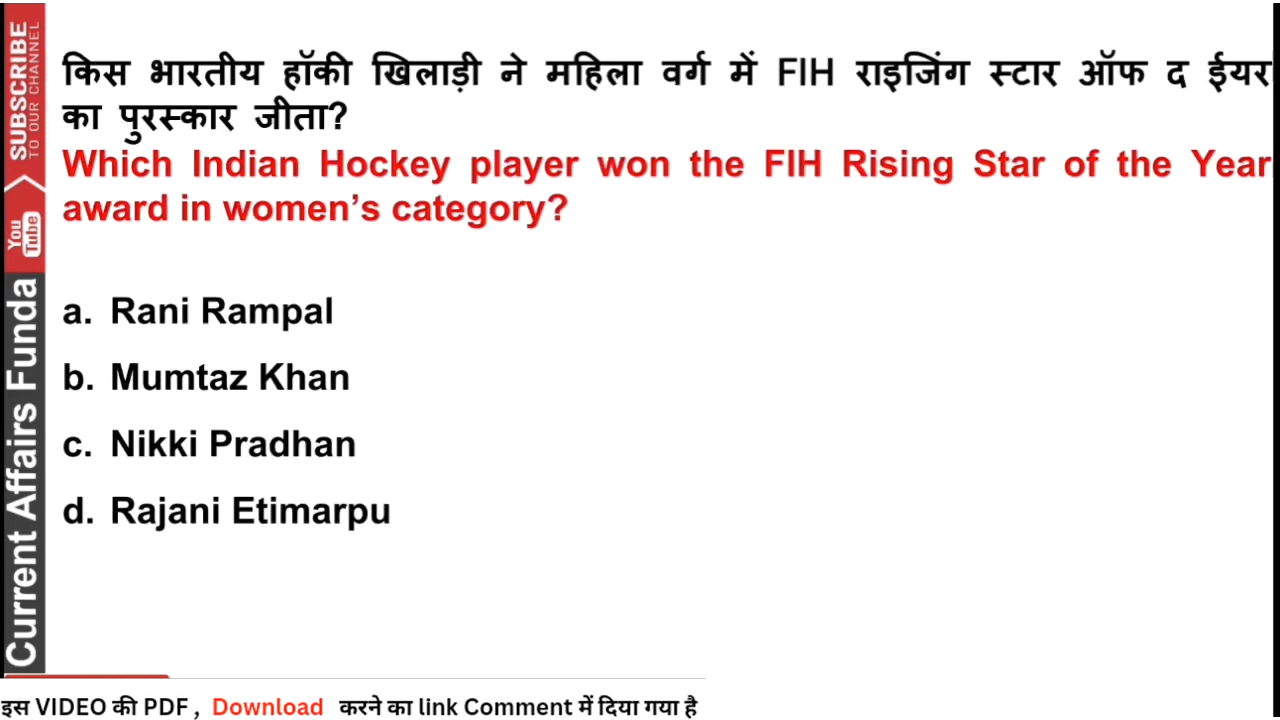 किस भारतीय हॉकी खिलाड़ी ने महिला वर्ग में FIH राइजिंग स्टार ऑफ द ईयर
का पुरस्कार जीता?
Which Indian Hockey player won the FIH Rising Star of the Year
award in women’s category?
a. Rani Rampal
b. Mumtaz Khan
c. Nikki Pradhan
d. Rajani Etimarpu
SUBSCRIBE
TO OUR CHANNEL
You
Tube
Current Affairs Funda
इस VIDEO की PDF , Download करने का link Comment में दिया गया है